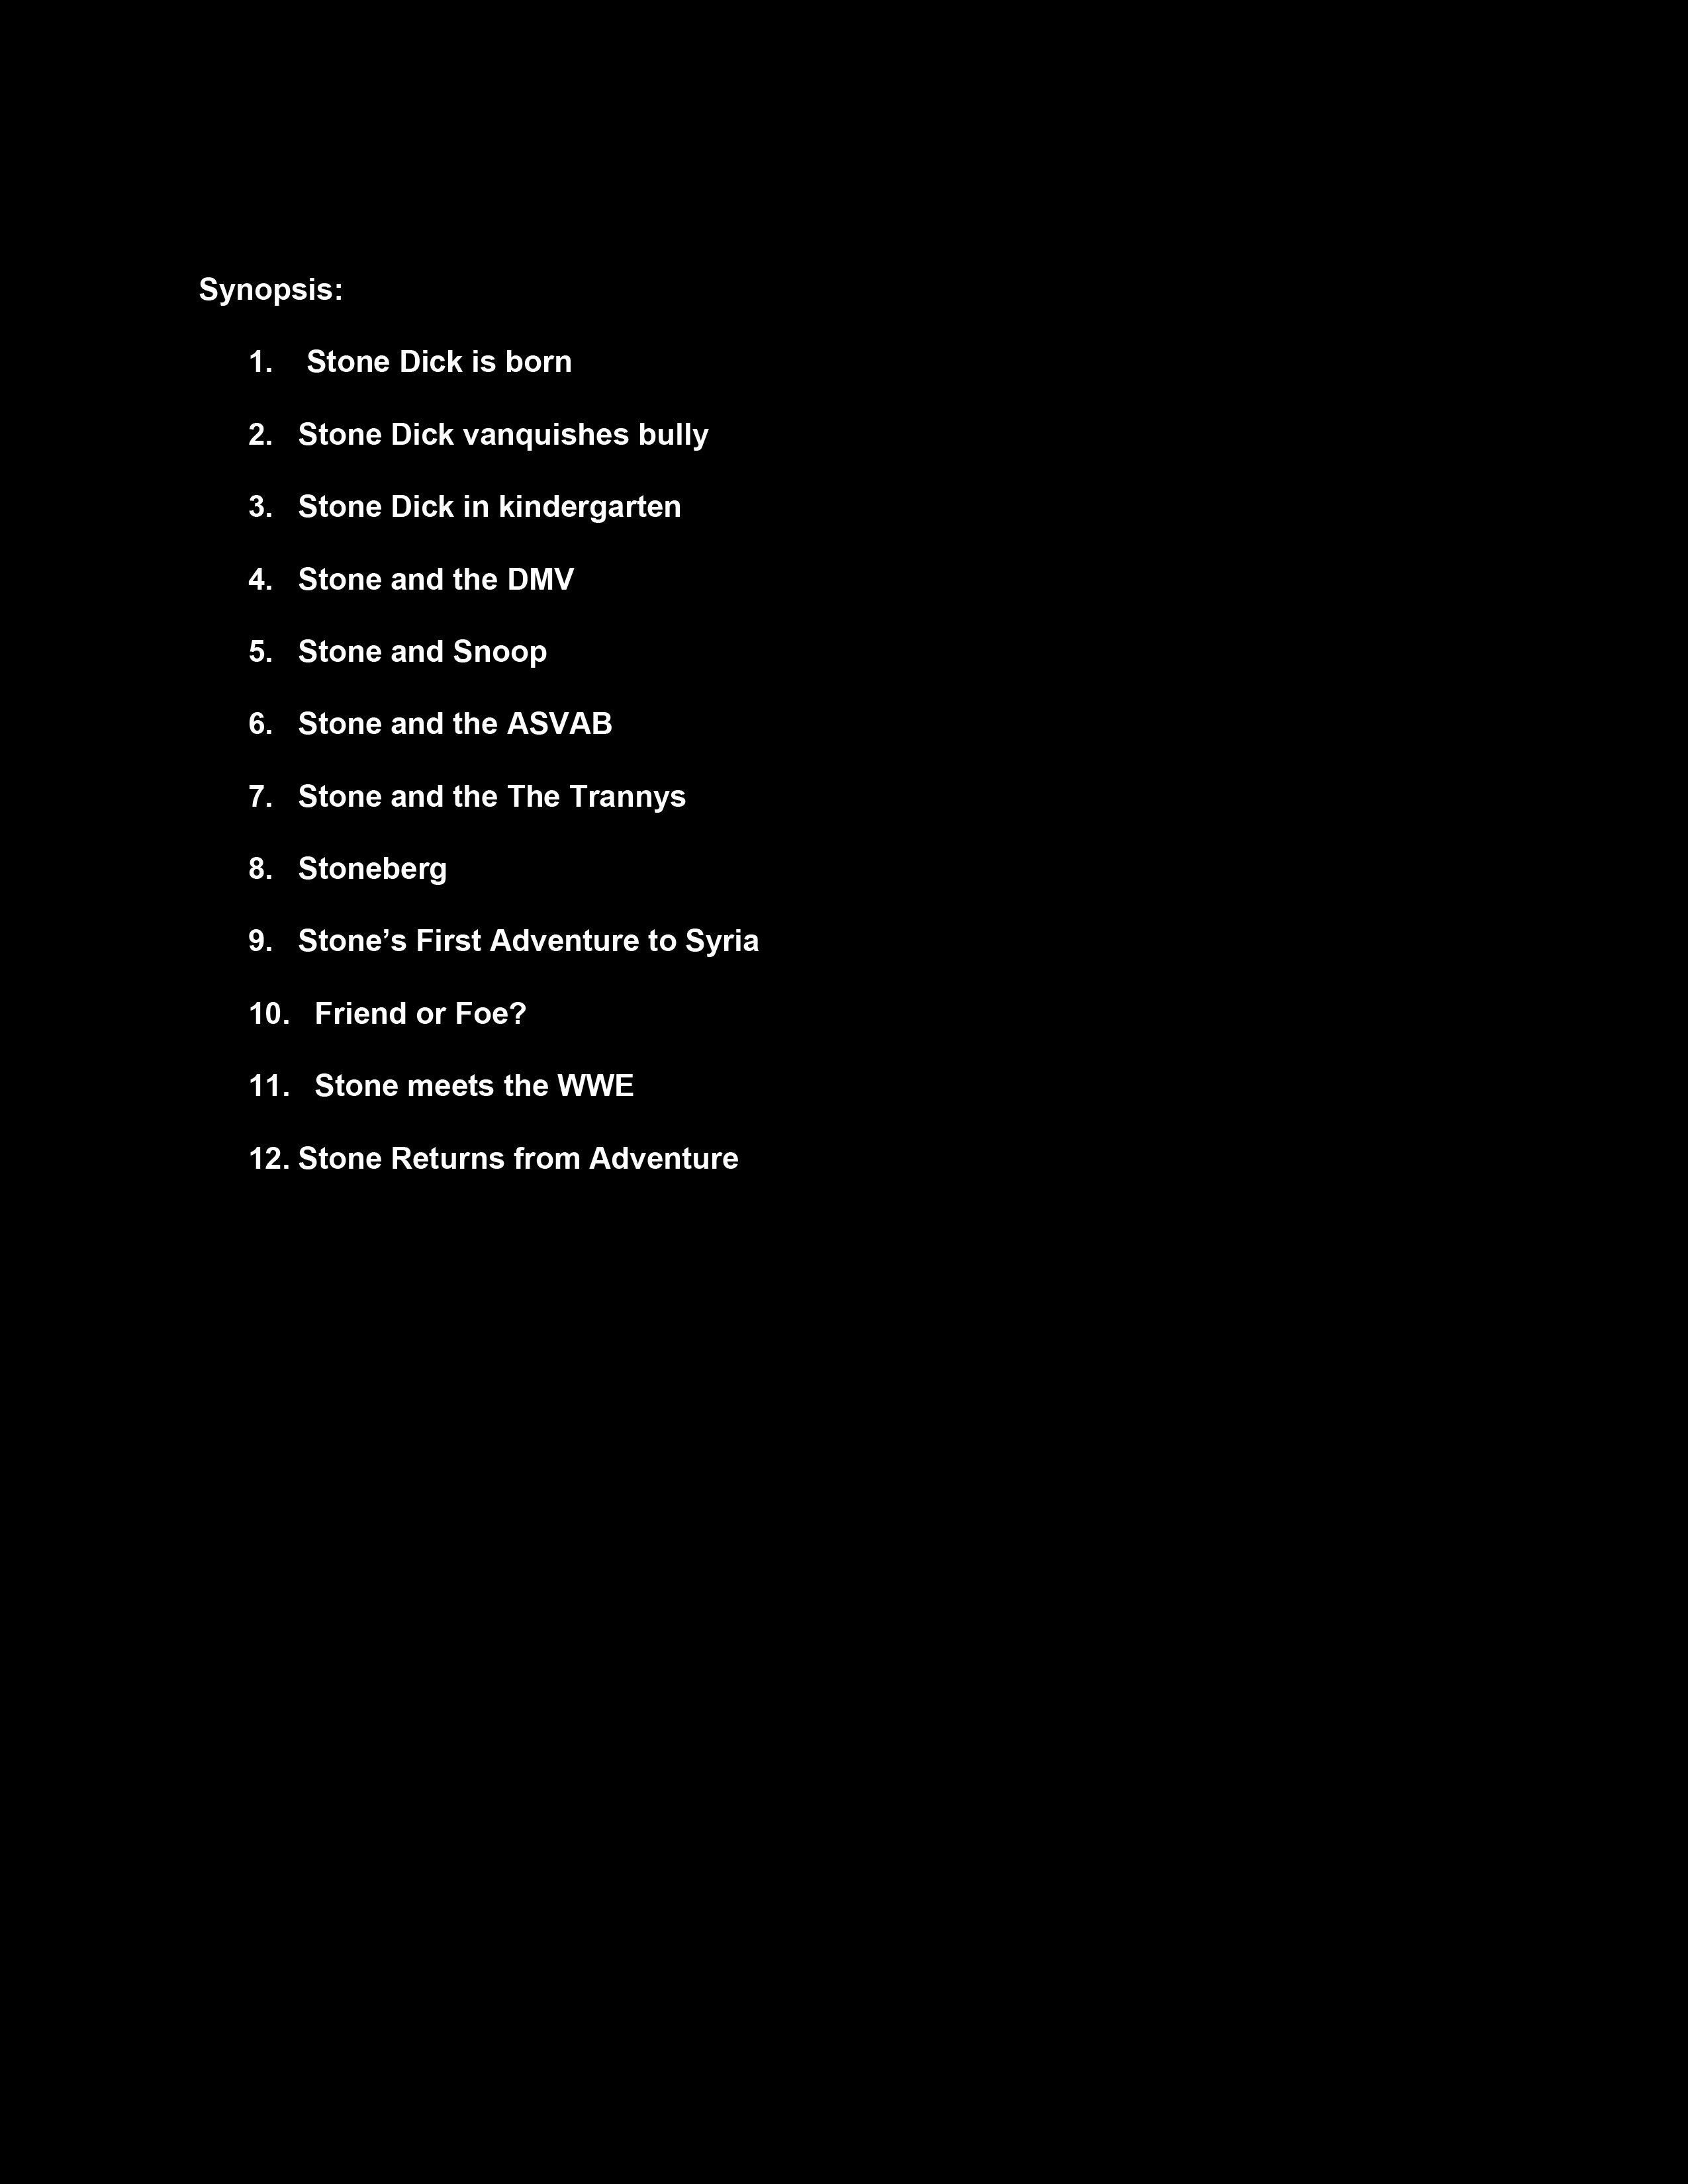 Synopsis:
1. Stone Dick is born
2. Stone Dick vanquishes bully
3. Stone Dick in kindergarten
4. Stone and the DMV
5. Stone and Snoop
6. Stone and the ASVAB
7. Stone and the The Trannys
8. Stoneberg
9. Stone’s First Adventure to Syria
10. Friend or Foe?
11. Stone meets the WWE
12. Stone Returns from Adventure